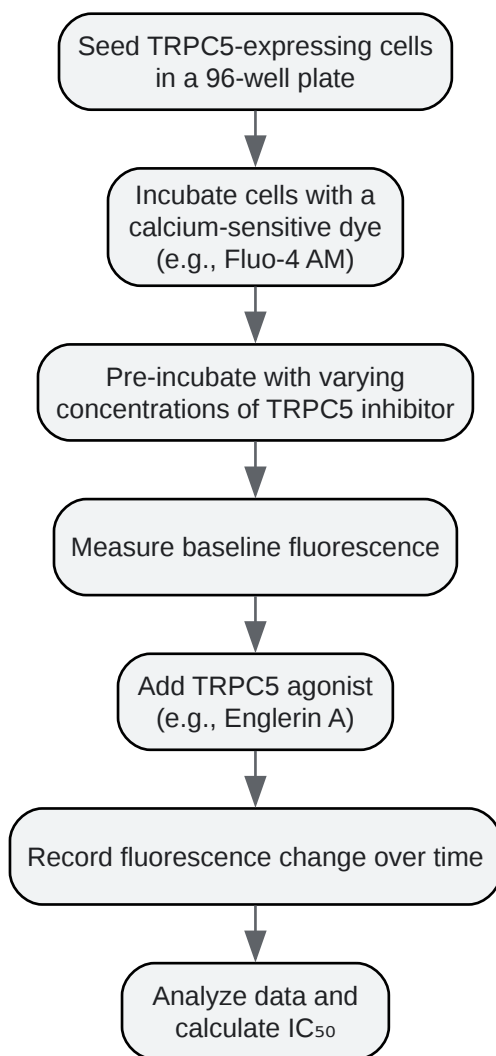 Seed TRPC5-expressing cells
in a 96-well plate
Incubate cells with a
calcium-sensitive dye
(e.g., Fluo-4 AM)
Pre-incubate with varying
concentrations of TRPC5 inhibitor
Measure baseline fluorescence
Add TRPC5 agonist
(e.g., Englerin A)
Record fluorescence change over time
Analyze data and
calculate IC₅₀